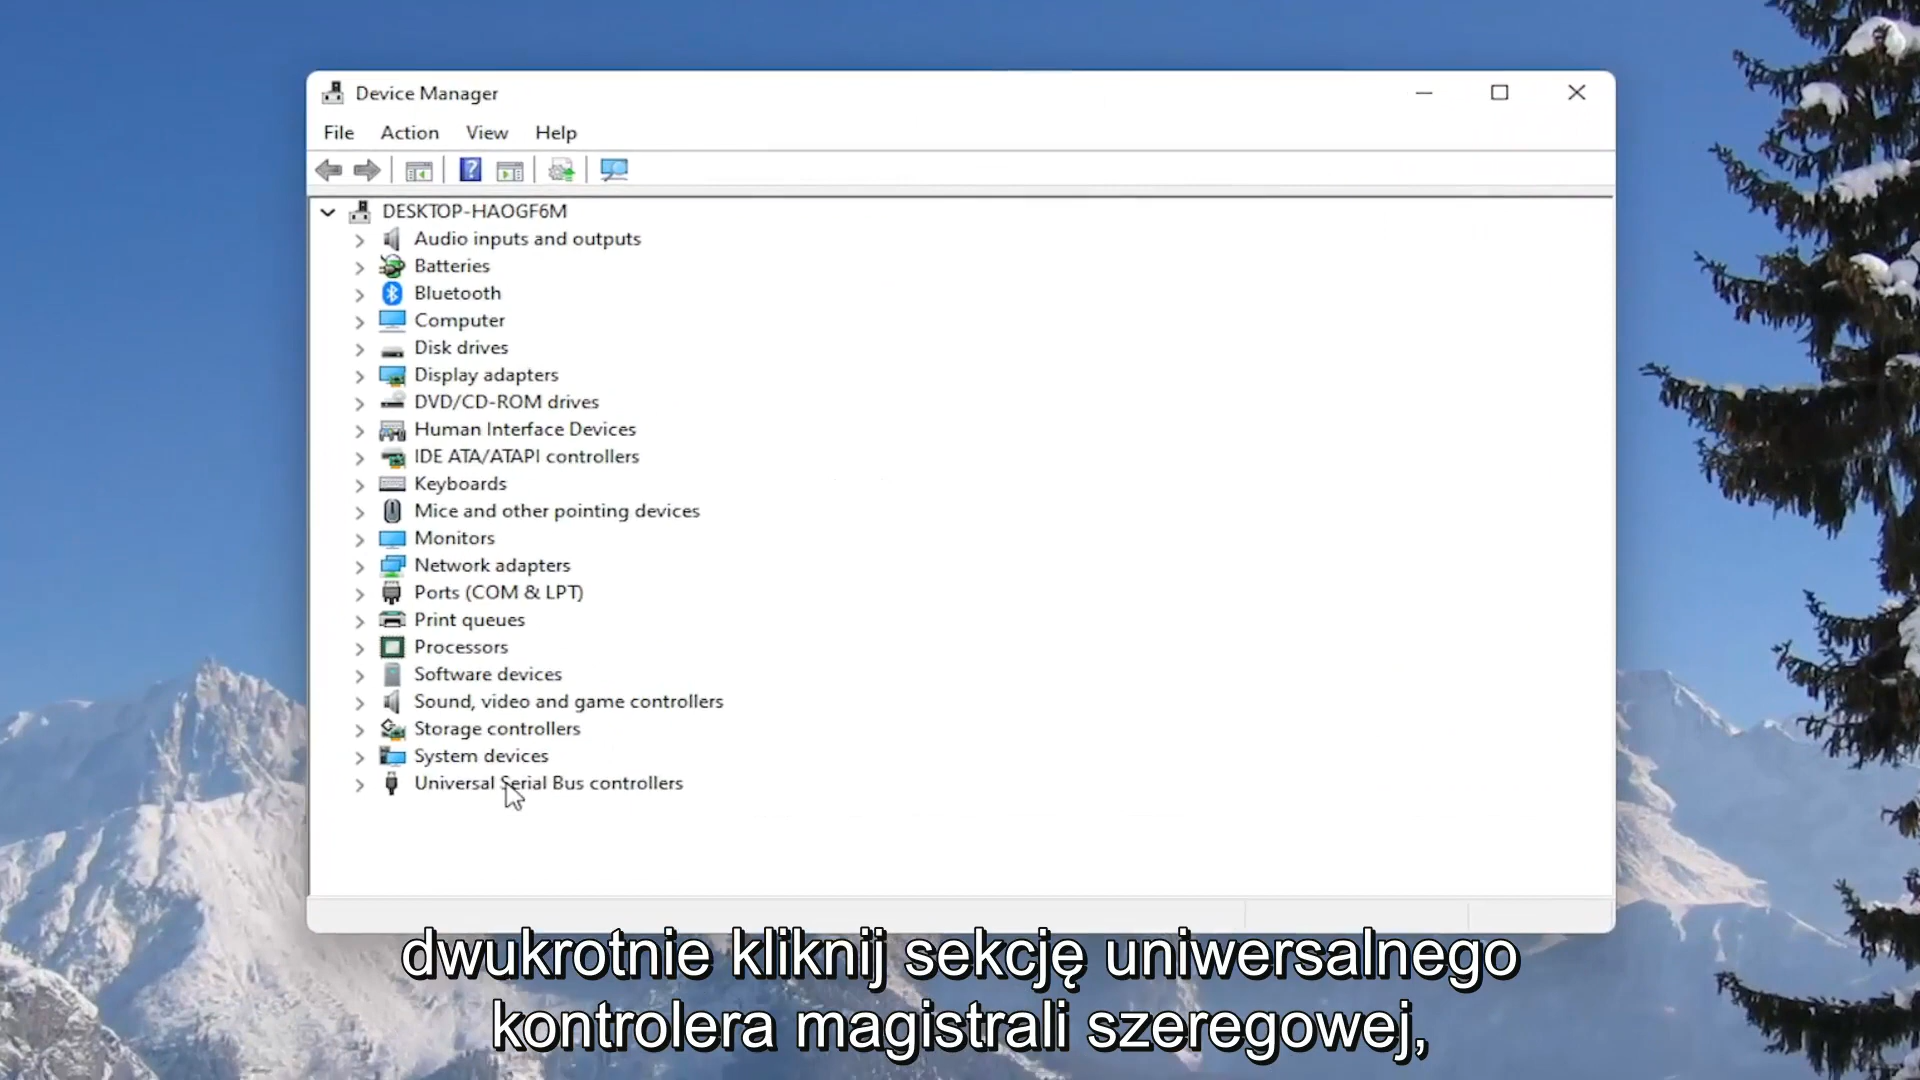 Device Manager
File Action View Help
DESKTOP-HAOGF6M
Audio inputs and outputs
Batteries
Bluetooth
Computer
Disk drives
Display adapters
DVD/CD-ROM drives
Human Interface Devices
IDE ATA/ATAPI controllers
Keyboards
Mice and other pointing devices
Monitors
Network adapters
Ports (COM & LPT)
Print queues
Processors
Software devices
Sound, video and game controllers
Storage controllers
System devices
Universal Serial Bus controllers
dwukrotnie kliknij sekcję uniwersalnego
kontrolera magistrali szeregowej,